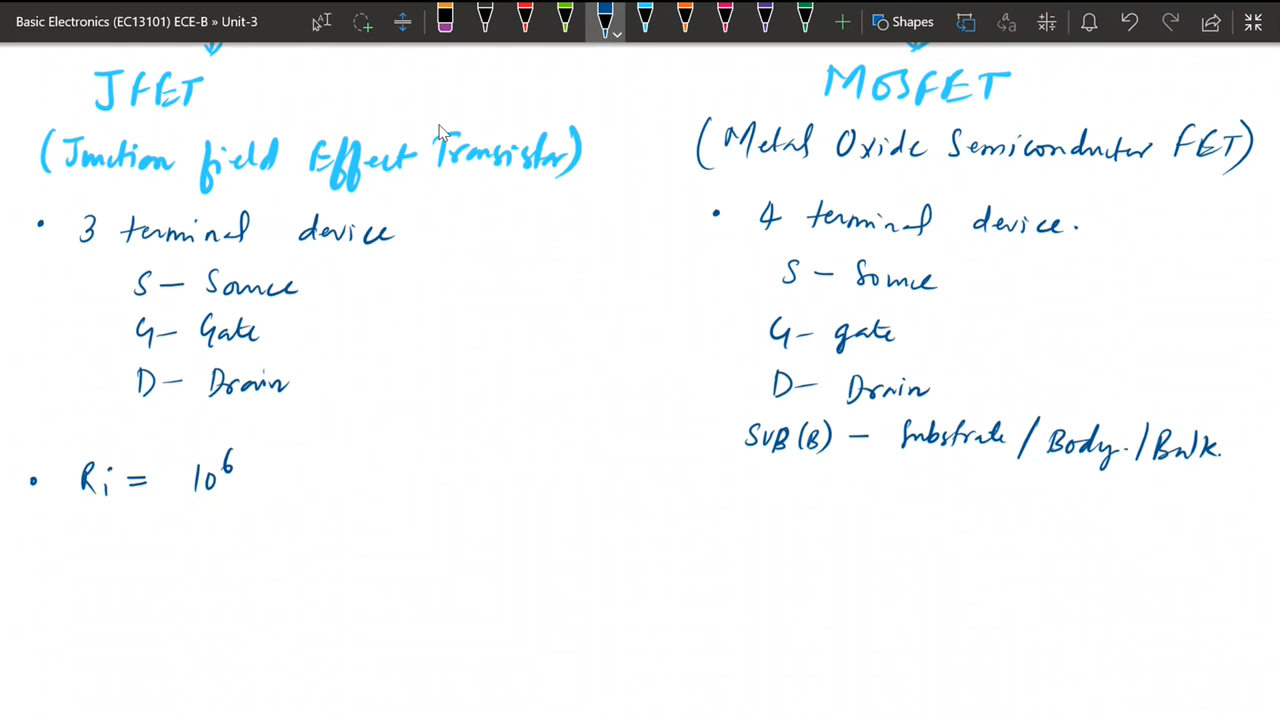 Basic Electronics (EC13101) ECE-B » Unit-3
Shapes
JFET
(Junction field Effect Transistor)
• 3 terminal device
S – Source
G – Gate
D – Drain
• Ri = 10^6
MOSFET
(Metal Oxide Semiconductor FET)
• 4 terminal device.
S – Source
G – gate
D – Drain
SUB (B) – Substrate / Body. / Bulk.